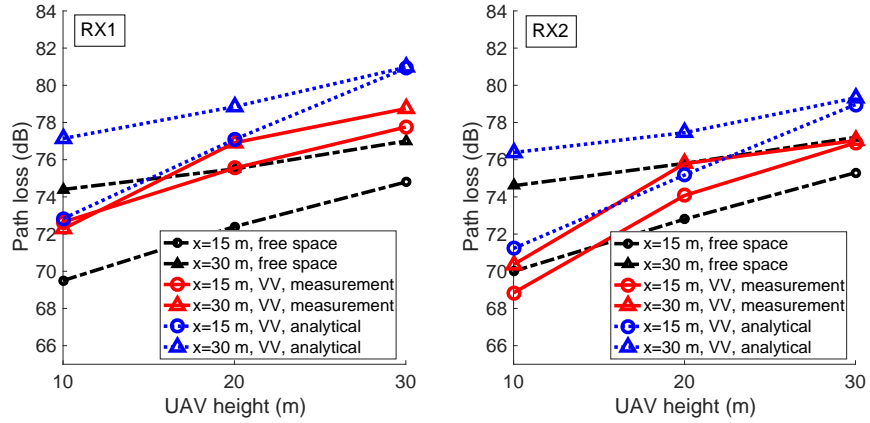 84
82
80
78
76
74
72
70
68
66
Path loss (dB)
RX1
x=15 m, free space
x=30 m, free space
x=15 m, VV, measurement
x=30 m, VV, measurement
x=15 m, VV, analytical
x=30 m, VV, analytical
10 20 30
UAV height (m)
84
82
80
78
76
74
72
70
68
66
Path loss (dB)
RX2
x=15 m, free space
x=30 m, free space
x=15 m, VV, measurement
x=30 m, VV, measurement
x=15 m, VV, analytical
x=30 m, VV, analytical
10 20 30
UAV height (m)